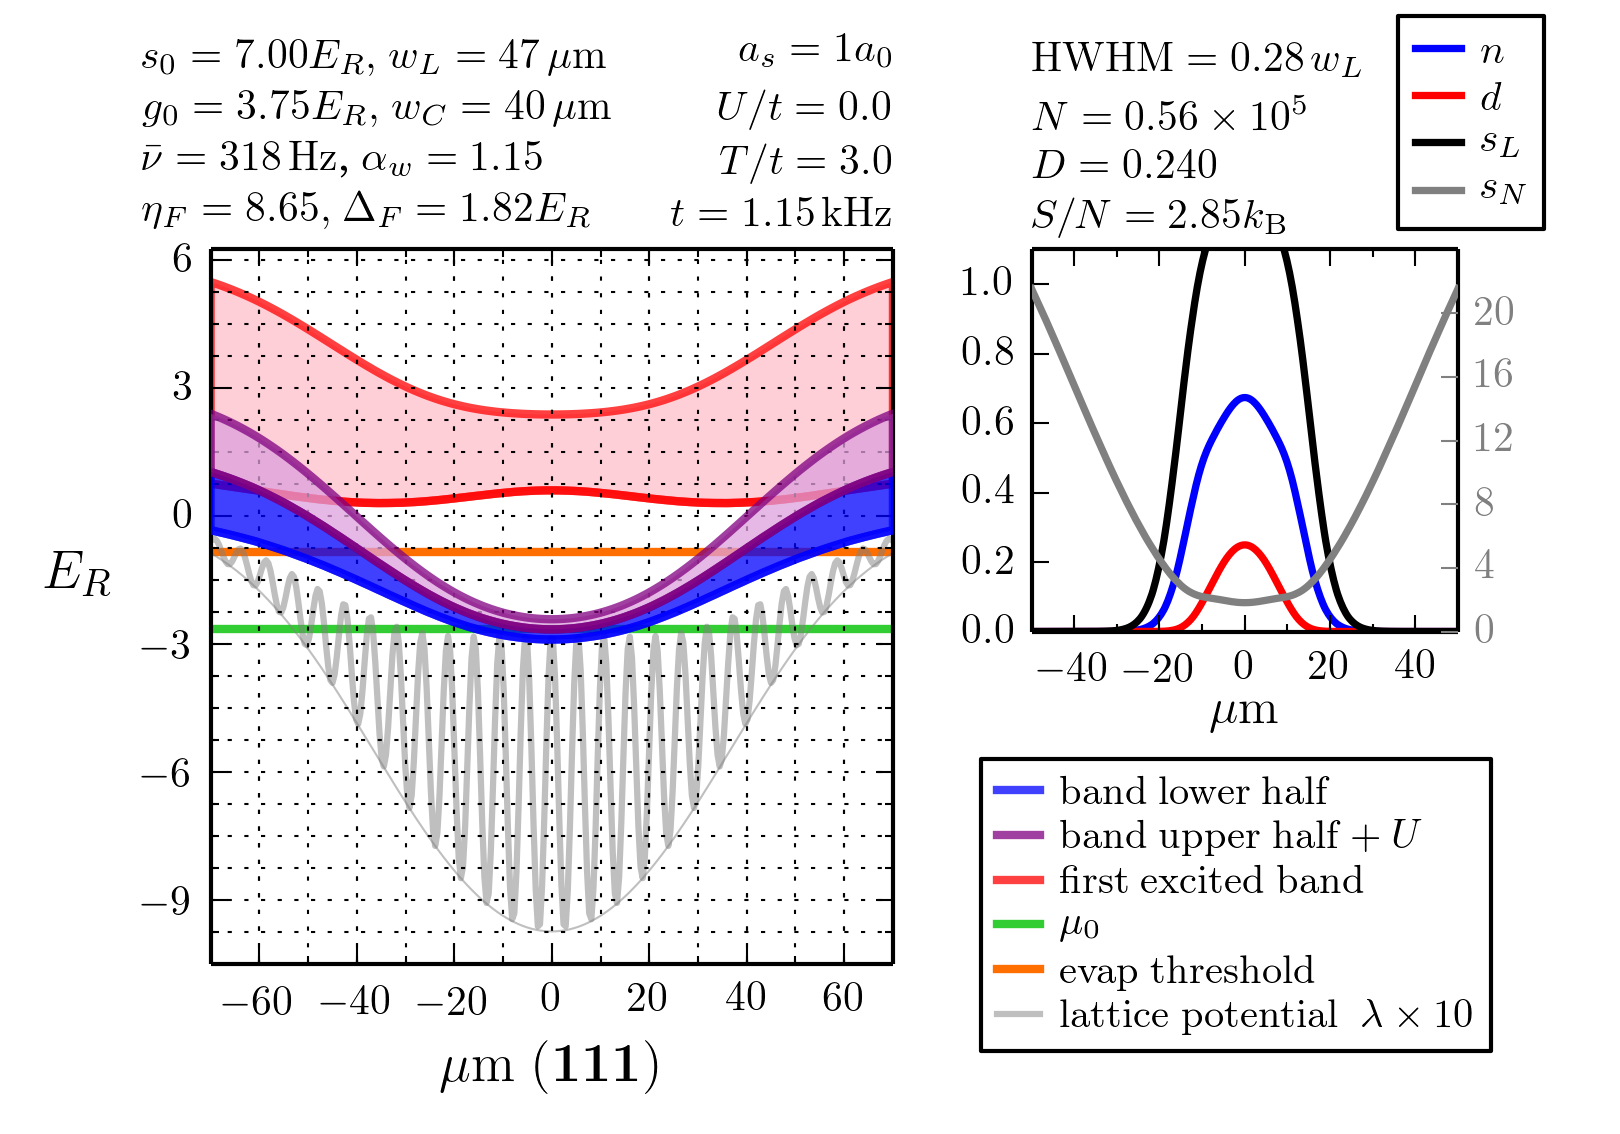 s₀ = 7.00E_R, w_L = 47 μm
g₀ = 3.75E_R, w_C = 40 μm
ν̄ = 318 Hz, α_w = 1.15
η_F = 8.65, Δ_F = 1.82E_R
a_s = 1a₀
U/t = 0.0
T/t = 3.0
t = 1.15 kHz
HWHM = 0.28 w_L
N = 0.56 × 10⁵
D = 0.240
S/N = 2.85k_B
n
d
s_L
s_N
6
3
0
−3
−6
−9
E_R
−60 −40 −20 0 20 40 60
μm (111)
1.0
0.8
0.6
0.4
0.2
0.0
20
16
12
8
4
0
−40 −20 0 20 40
μm
band lower half
band upper half + U
first excited band
μ₀
evap threshold
lattice potential λ × 10